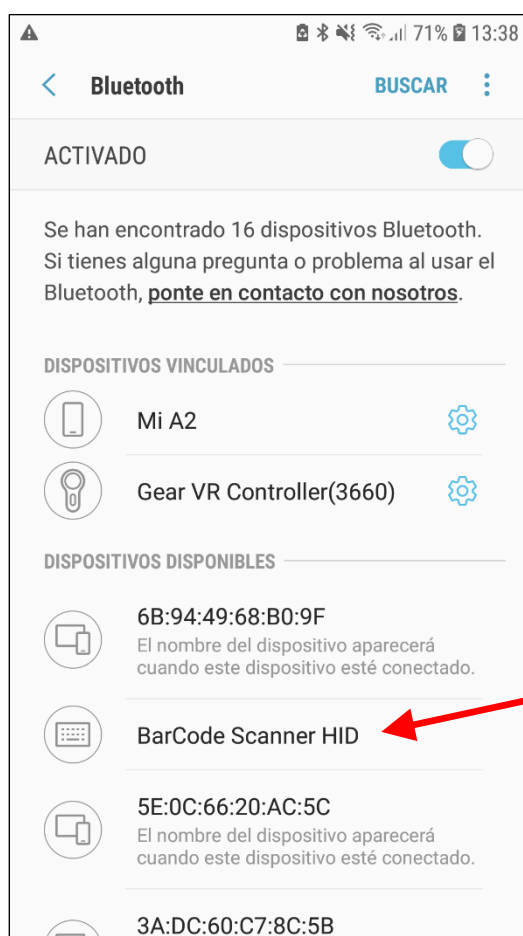 71% 13:38
Bluetooth BUSCAR
ACTIVADO
Se han encontrado 16 dispositivos Bluetooth.
Si tienes alguna pregunta o problema al usar el
Bluetooth, ponte en contacto con nosotros.
DISPOSITIVOS VINCULADOS
Mi A2
Gear VR Controller(3660)
DISPOSITIVOS DISPONIBLES
6B:94:49:68:B0:9F
El nombre del dispositivo aparecerá
cuando este dispositivo esté conectado.
BarCode Scanner HID
5E:0C:66:20:AC:5C
El nombre del dispositivo aparecerá
cuando este dispositivo esté conectado.
3A:DC:60:C7:8C:5B